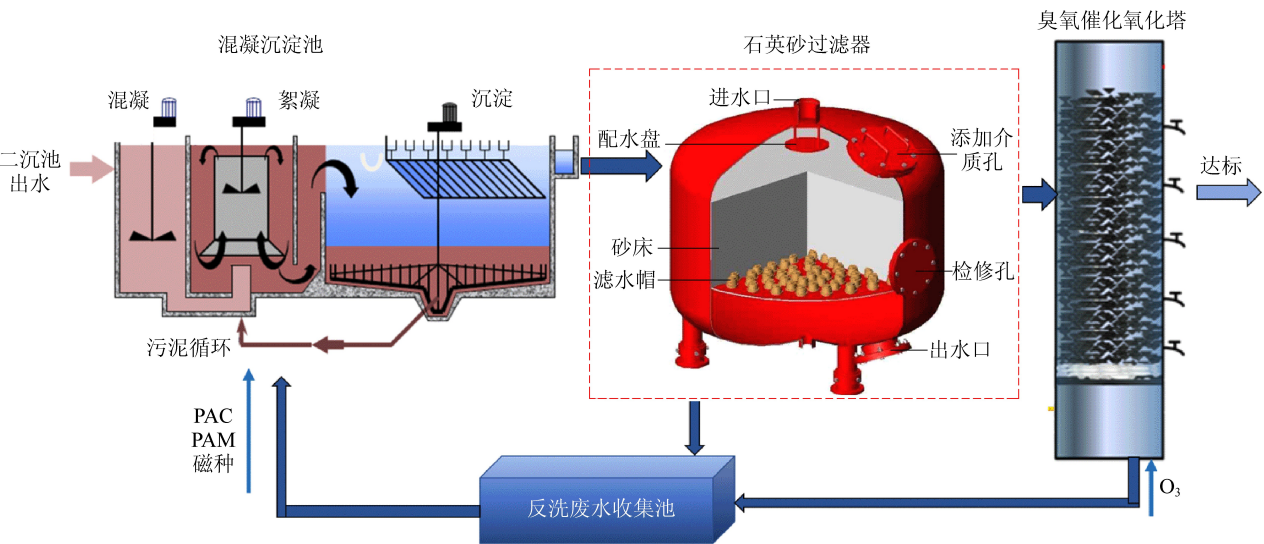 混凝沉淀池
混凝
絮凝
沉淀
二沉池
出水
污泥循环
PAC
PAM
磁种
石英砂过滤器
进水口
配水盘
添加介
质孔
砂床
滤水帽
检修孔
出水口
臭氧催化氧化塔
达标
O₃
反洗废水收集池